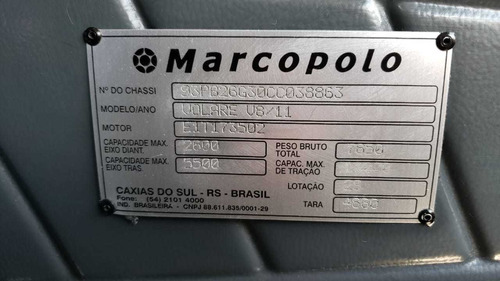 Marcopolo
Nº DO CHASSI 93PB26G30CC038863
MODELO/ANO VOLARE V8/11
MOTOR E1T173502
CAPACIDADE MAX. EIXO DIANT. 2600
PESO BRUTO TOTAL
CAPACIDADE MAX. EIXO TRAS. 5500
CAPAC. MAX. DE TRAÇÃO
LOTAÇÃO
TARA
CAXIAS DO SUL - RS - BRASIL
Fone: (54) 2101 4000
IND. BRASILEIRA - CNPJ 88.611.835/0001-29